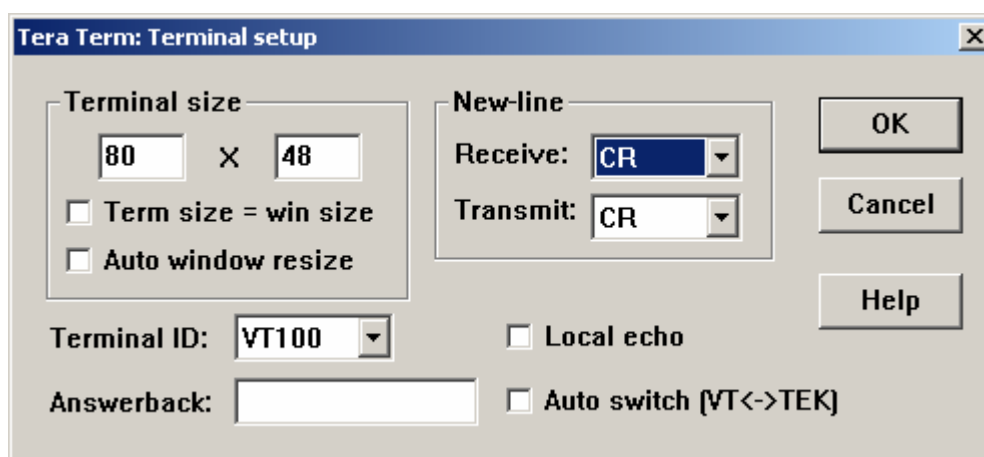 Tera Term: Terminal setup
Terminal size
80 X 48
Term size = win size
Auto window resize
New-line
Receive: CR
Transmit: CR
OK
Cancel
Help
Terminal ID: VT100
Local echo
Answerback:
Auto switch (VT<->TEK)